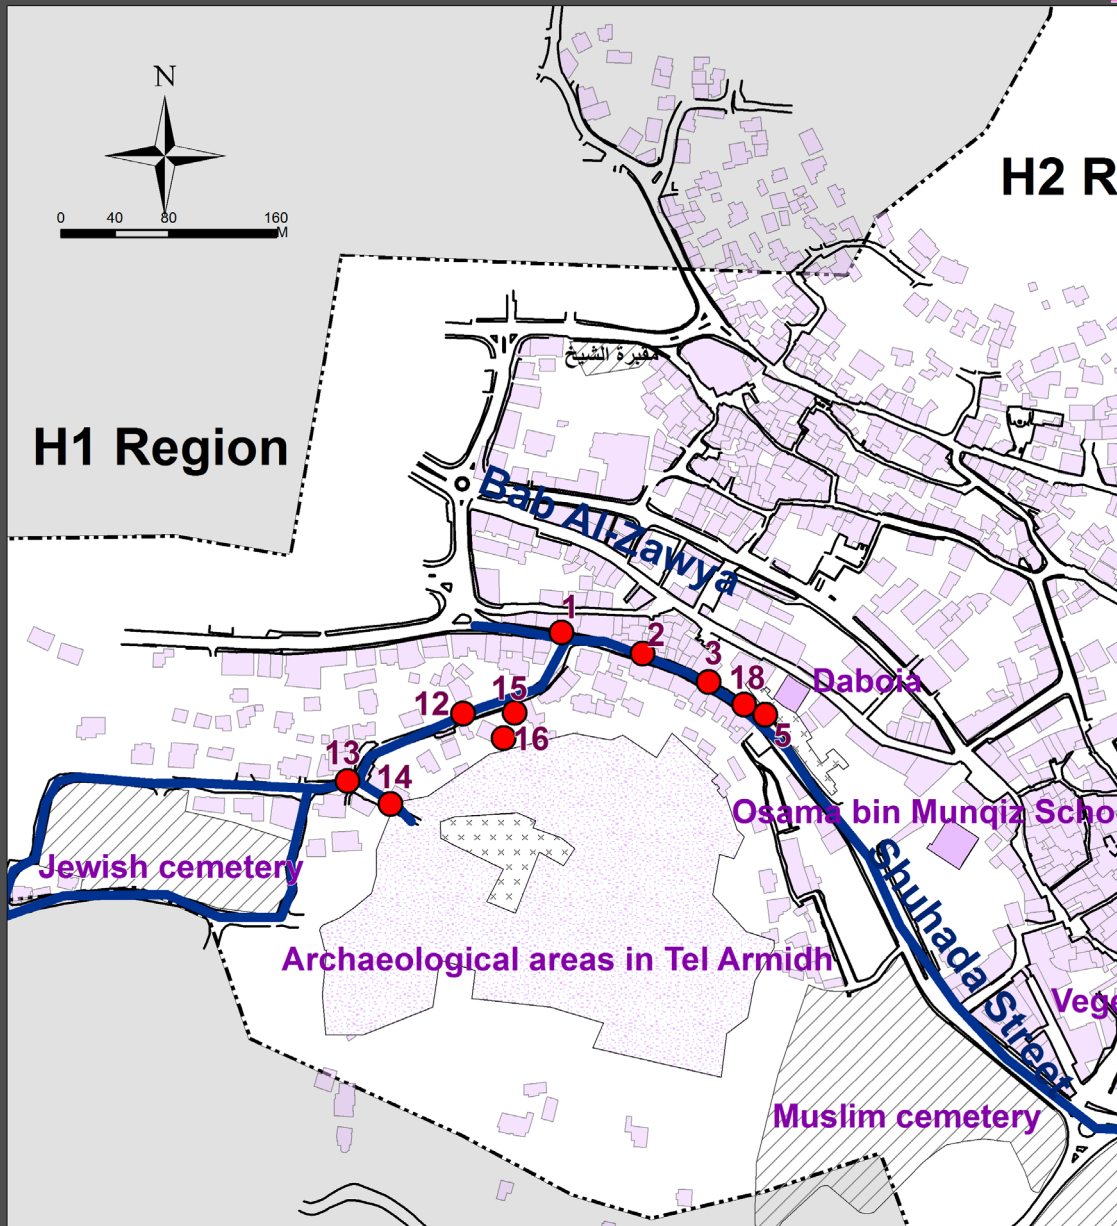 N
0 40 80 160
M
H2 R
مقبرة الشيخ
H1 Region
Bab Al-Zawya
1
2
3
18
Daboia
15
12
5
16
13
14
Osama bin Munqiz Schoo
Jewish cemetery
Shuhada Street
Archaeological areas in Tel Armidh
Vege
Muslim cemetery